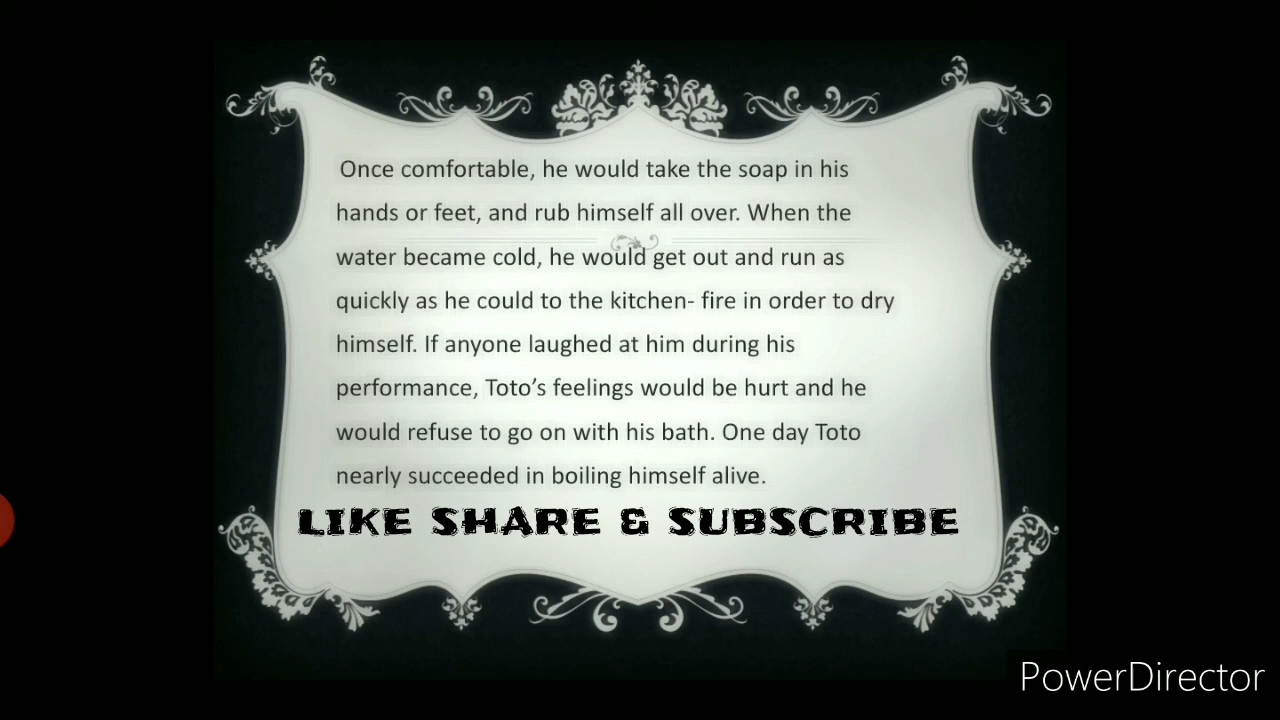 Once comfortable, he would take the soap in his
hands or feet, and rub himself all over. When the
water became cold, he would get out and run as
quickly as he could to the kitchen- fire in order to dry
himself. If anyone laughed at him during his
performance, Toto’s feelings would be hurt and he
would refuse to go on with his bath. One day Toto
nearly succeeded in boiling himself alive.
LIKE SHARE & SUBSCRIBE
PowerDirector